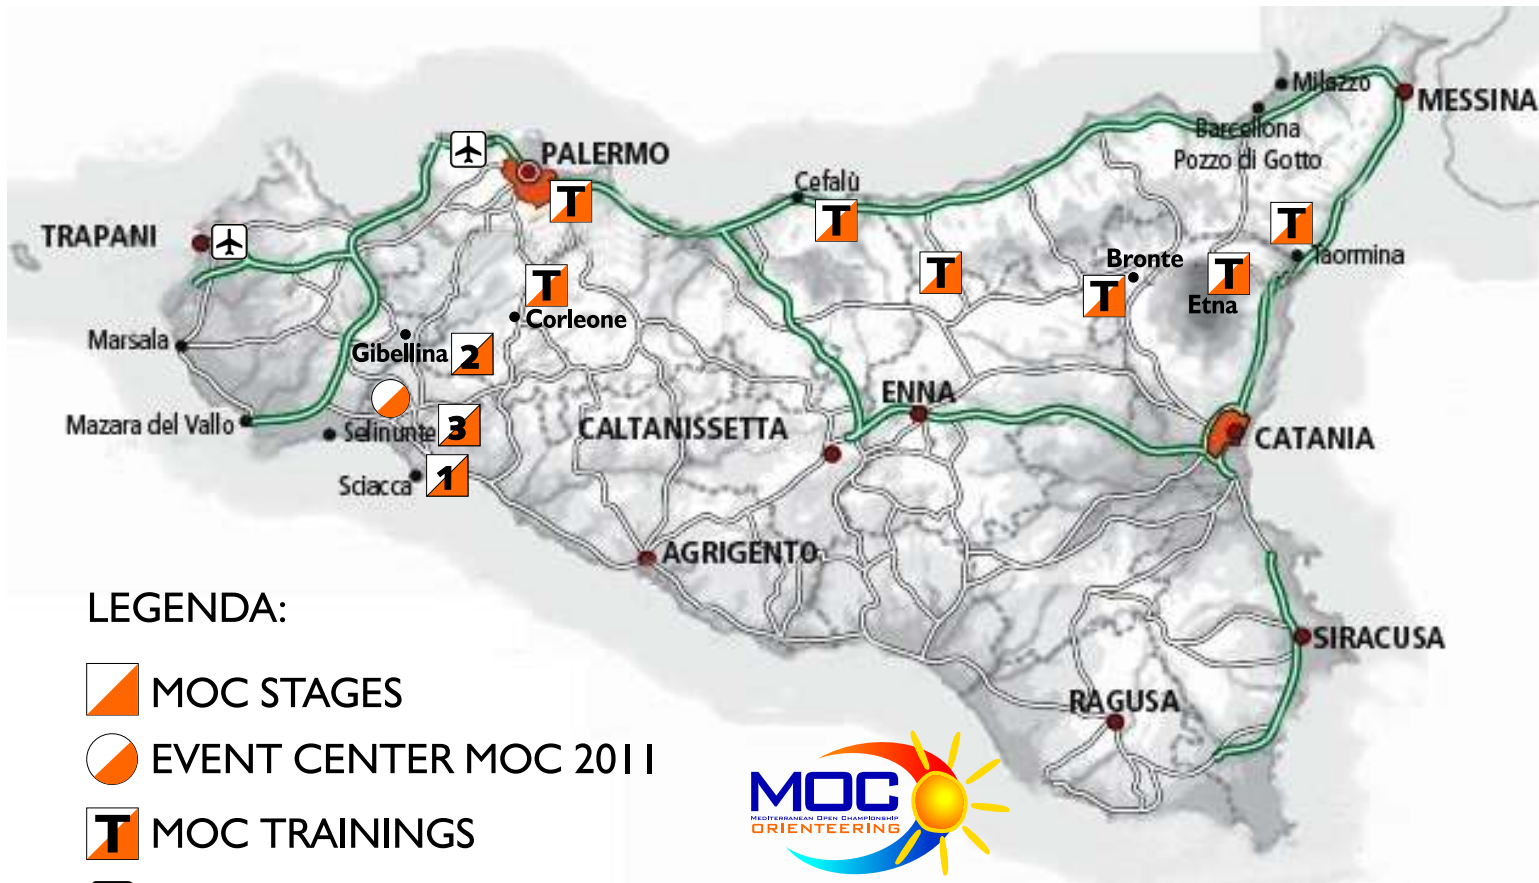 Milazzo
MESSINA
Barcellona
Pozzo di Gotto
PALERMO
T
Cefalù
T
T
TRAPANI
Taormina
Bronte
T
T
Etna
T
T
Corleone
Marsala
Gibellina
2
ENNA
Mazara del Vallo
Selinunte
3
CALTANISSETTA
CATANIA
Sciacca
1
AGRIGENTO
SIRACUSA
RAGUSA
LEGENDA:
MOC STAGES
EVENT CENTER MOC 2011
T MOC TRAININGS
MOC
MEDITERRANEAN OPEN CHAMPIONSHIP
ORIENTEERING